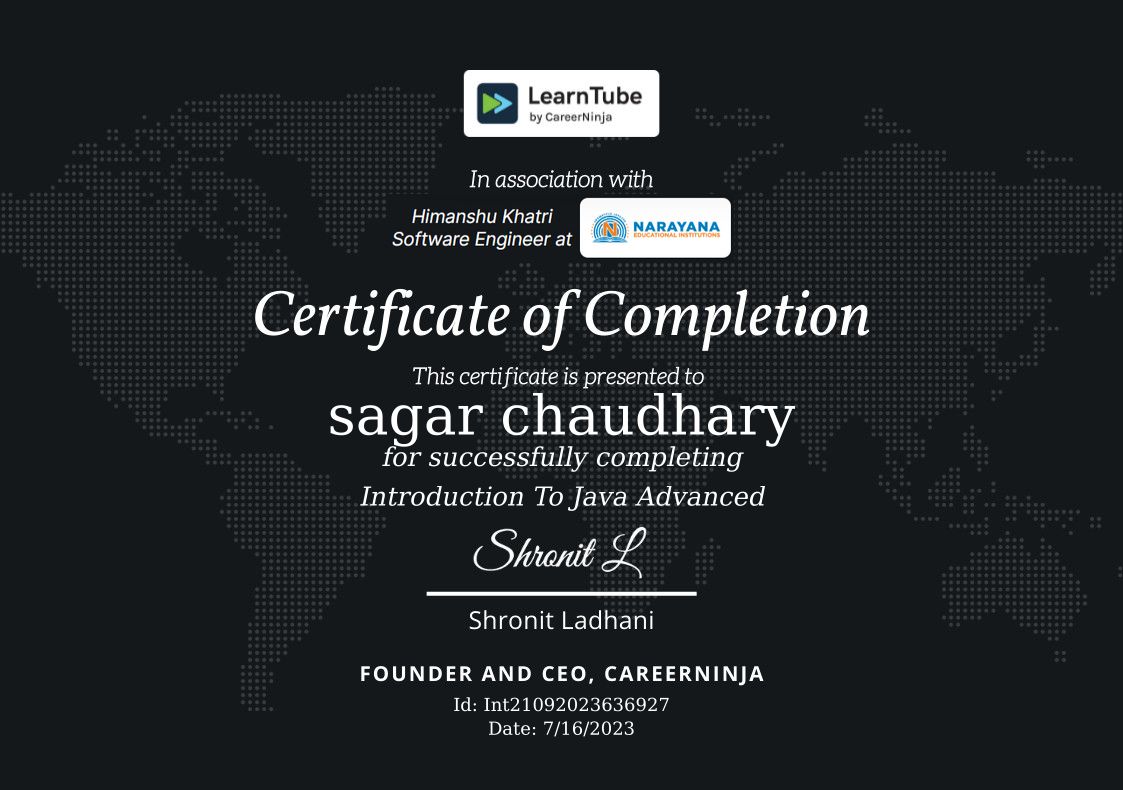 LearnTube
by CareerNinja
In association with
Himanshu Khatri
Software Engineer at
NARAYANA
EDUCATIONAL INSTITUTIONS
Certificate of Completion
This certificate is presented to
sagar chaudhary
for successfully completing
Introduction To Java Advanced
Shronit L
Shronit Ladhani
FOUNDER AND CEO, CAREERNINJA
Id: Int21092023636927
Date: 7/16/2023